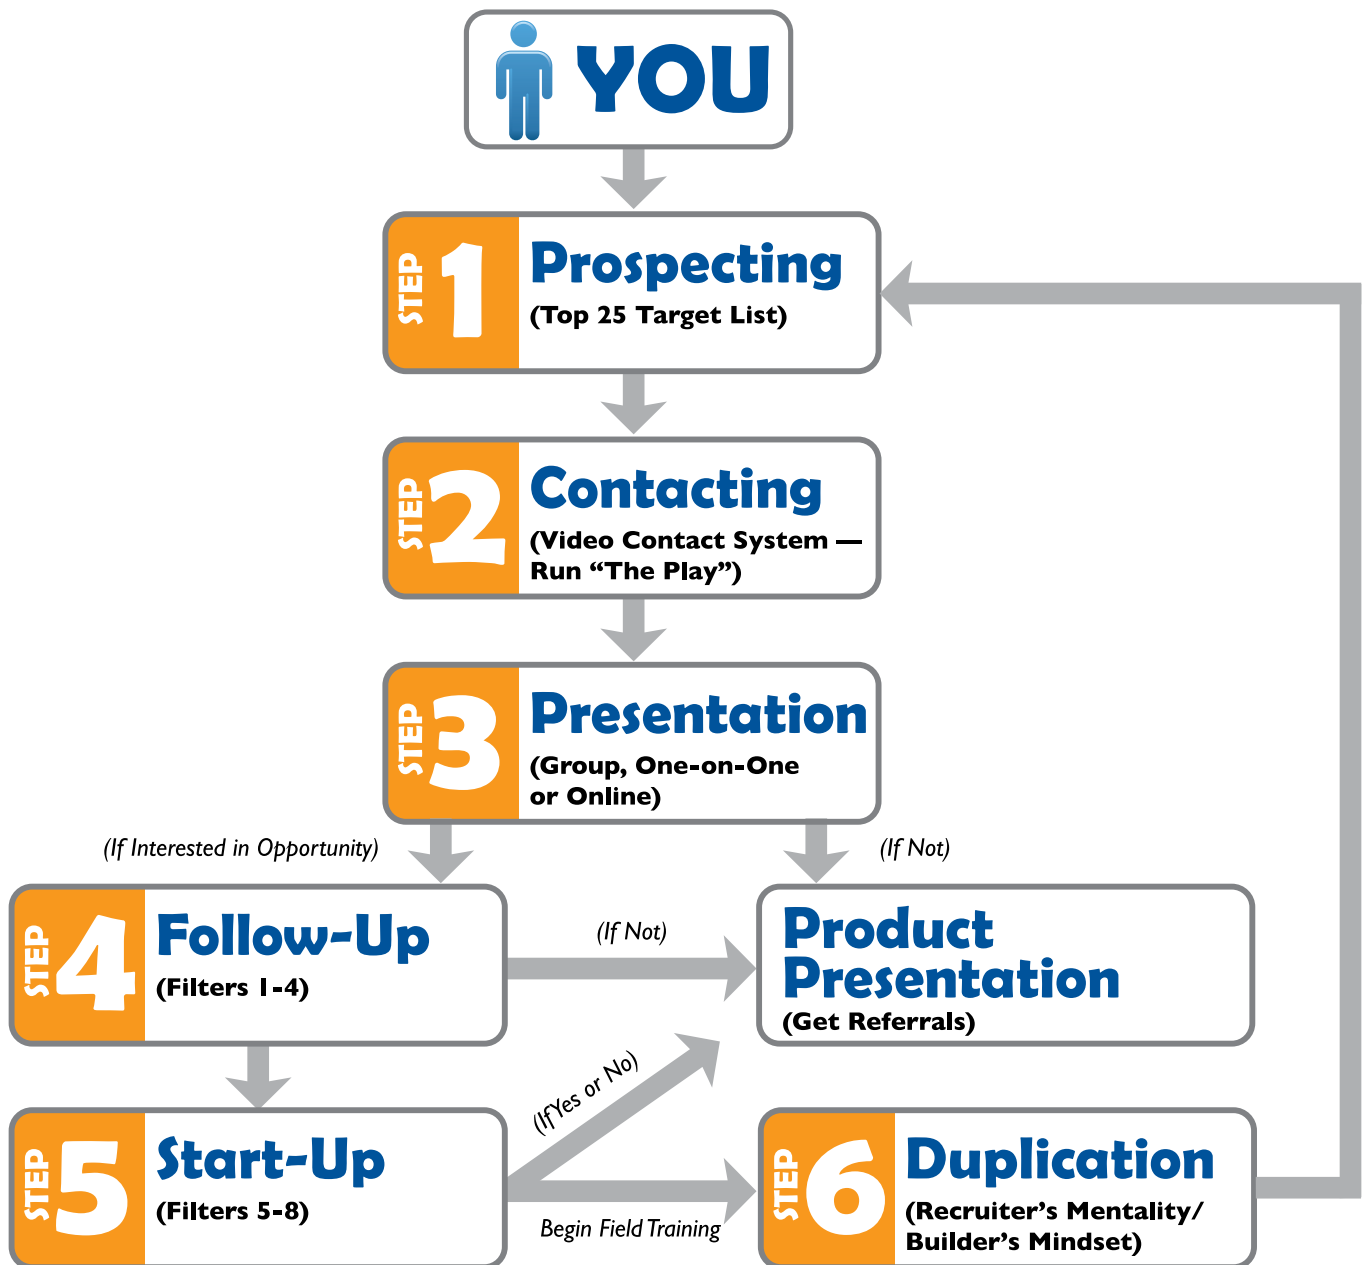 YOU
STEP 1
Prospecting
(Top 25 Target List)
STEP 2
Contacting
(Video Contact System —
Run “The Play”)
STEP 3
Presentation
(Group, One-on-One
or Online)
(If Interested in Opportunity)
(If Not)
STEP 4
Follow-Up
(Filters 1-4)
(If Not)
Product
Presentation
(Get Referrals)
STEP 5
Start-Up
(Filters 5-8)
(If Yes or No)
Begin Field Training
STEP 6
Duplication
(Recruiter’s Mentality/
Builder’s Mindset)